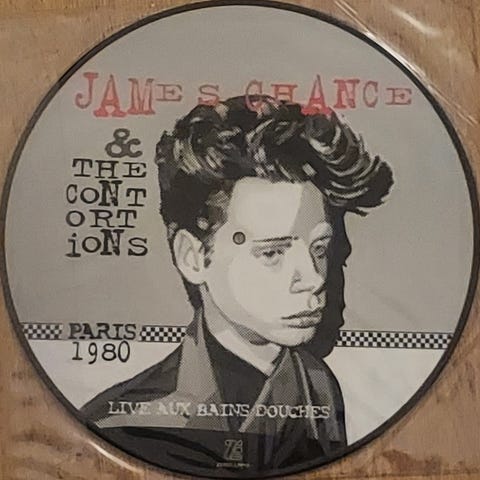 JAMES CHANCE
&
THE
CONT
ORT
iONS
PARIS
1980
LIVE AUX BAINS DOUCHES